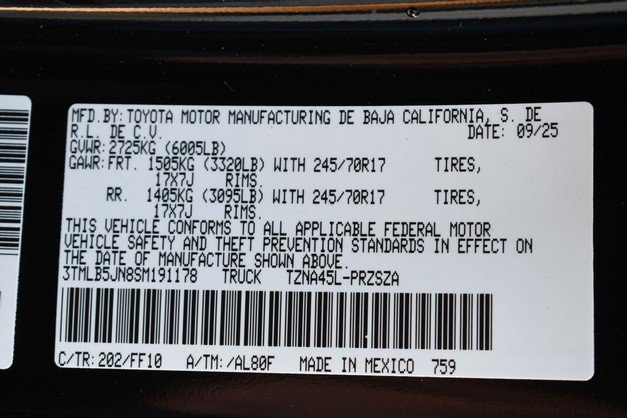 MFD.BY:TOYOTA MOTOR MANUFACTURING DE BAJA CALIFORNIA, S. DE
R.L. DE C.V. DATE: 09/25
GVWR:2725KG (6005LB)
GAWR:FRT. 1505KG (3320LB) WITH 245/70R17 TIRES,
17X7J RIMS.
RR. 1405KG (3095LB) WITH 245/70R17 TIRES,
17X7J RIMS.
THIS VEHICLE CONFORMS TO ALL APPLICABLE FEDERAL MOTOR
VEHICLE SAFETY AND THEFT PREVENTION STANDARDS IN EFFECT ON
THE DATE OF MANUFACTURE SHOWN ABOVE.
3TMLB5JN8SM191178 TRUCK TZNA45L-PRZSZA
C/TR:202/FF10 A/TM:/AL80F MADE IN MEXICO 759